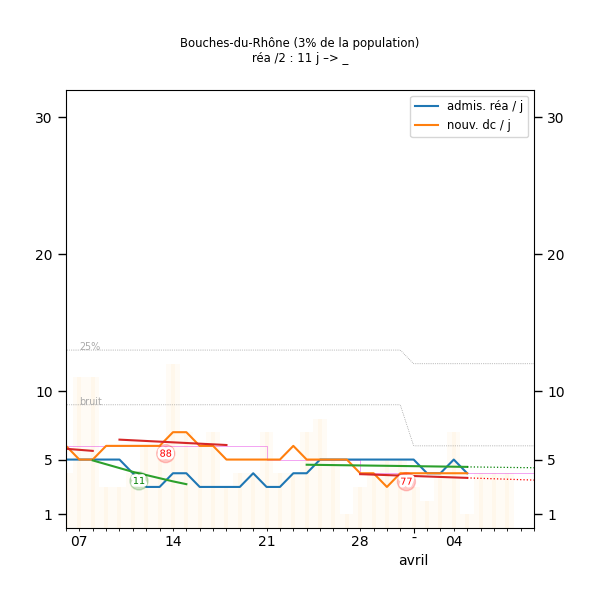 Bouches-du-Rhône (3% de la population)
réa /2 : 11 j –> _
admis. réa / j
nouv. dc / j
30 30
20 20
25%
10 10
bruit
88
5 5
11
77
1 1
07 14 21 28 - 04
avril